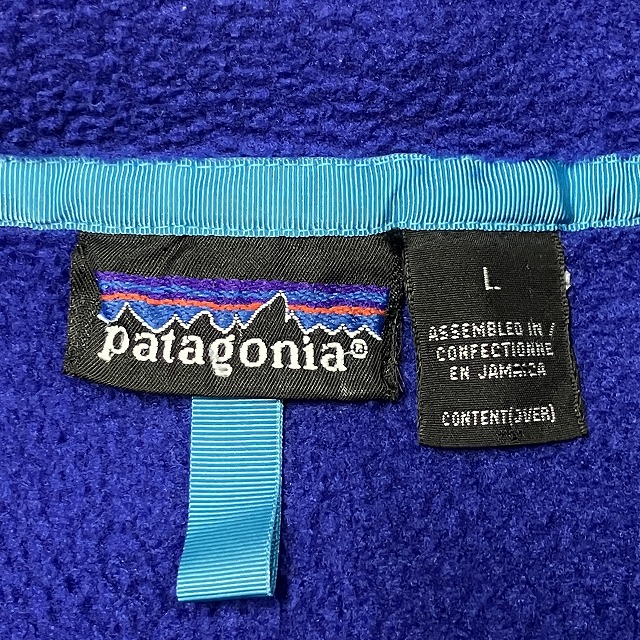 patagonia®
L
ASSEMBLED IN /
CONFECTIONNE
EN JAMAICA
CONTENT(OVER)